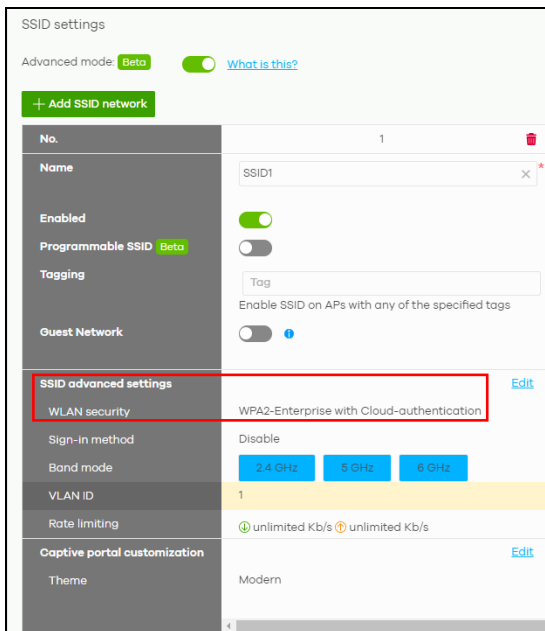 SSID settings
Advanced mode: Beta What is this?
+ Add SSID network
No. 1
Name SSID1 × *
Enabled
Programmable SSID Beta
Tagging Tag
Enable SSID on APs with any of the specified tags
Guest Network
SSID advanced settings Edit
WLAN security WPA2-Enterprise with Cloud-authentication
Sign-in method Disable
Band mode 2.4 GHz 5 GHz 6 GHz
VLAN ID 1
Rate limiting unlimited Kb/s unlimited Kb/s
Captive portal customization Edit
Theme Modern